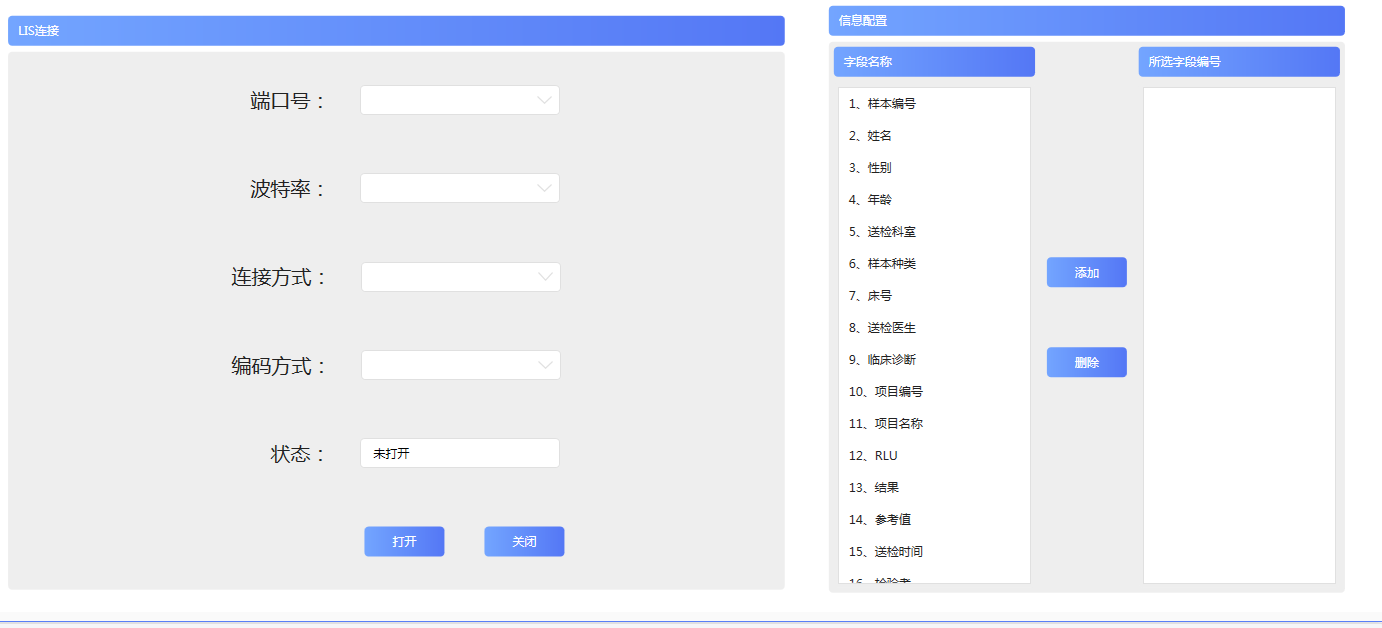 LIS连接
端口号：
波特率：
连接方式：
编码方式：
状态：
未打开
打开
关闭
信息配置
字段名称
所选字段编号
1、样本编号
2、姓名
3、性别
4、年龄
5、送检科室
6、样本种类
7、床号
8、送检医生
9、临床诊断
10、项目编号
11、项目名称
12、RLU
13、结果
14、参考值
15、送检时间
16、检验者
添加
删除